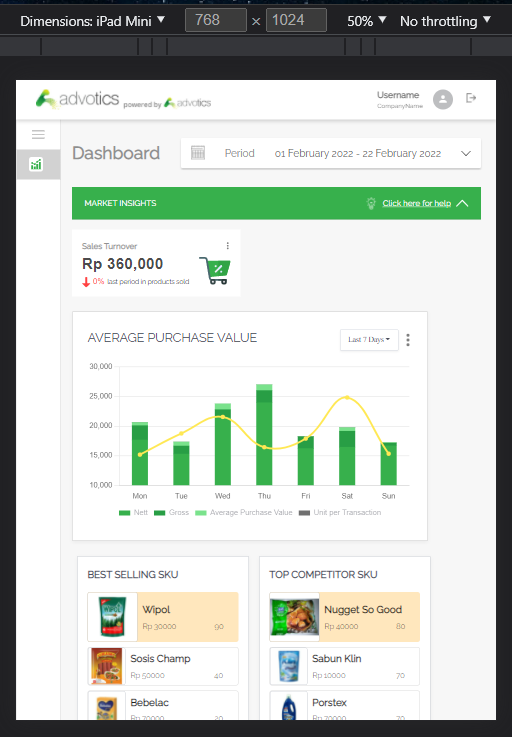 Dimensions: iPad Mini ▼ 768 × 1024 50% ▼ No throttling ▼
advotics powered by advotics
Username
CompanyName
Dashboard
Period 01 February 2022 - 22 February 2022
MARKET INSIGHTS Click here for help
Sales Turnover
Rp 360,000
0% last period in products sold
AVERAGE PURCHASE VALUE Last 7 Days
30,000
25,000
20,000
15,000
10,000
Mon Tue Wed Thu Fri Sat Sun
Nett Gross Average Purchase Value Unit per Transaction
BEST SELLING SKU
WIPOL
Wipol
Rp 30000 90
Sosis Champ
Rp 50000 40
Bebelac
Rp 70000 20
TOP COMPETITOR SKU
Nugget So Good
Rp 40000 80
Sabun Klin
Rp 10000 70
Porstex
Rp 70000 20